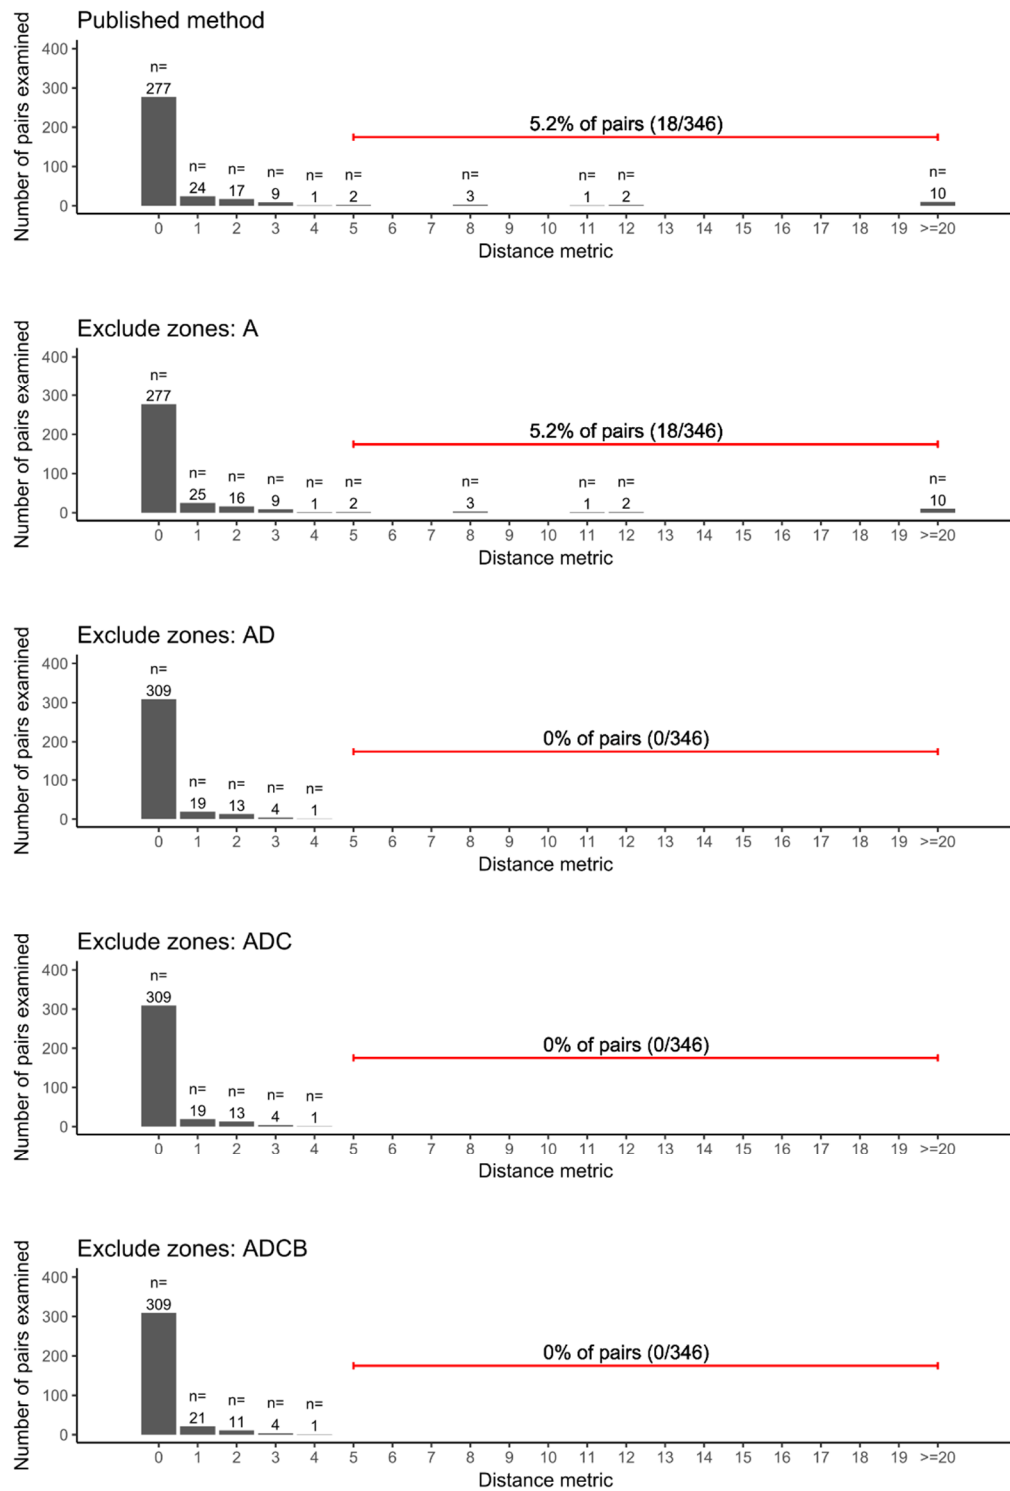 Published method
Number of pairs examined
400
300
200
100
0
n= 277
n= 24
n= 17
n= 9
n= 1
n= 2
n= 3
n= 1
n= 2
n= 10
5.2% of pairs (18/346)
0 1 2 3 4 5 6 7 8 9 10 11 12 13 14 15 16 17 18 19 >=20
Distance metric
Exclude zones: A
Number of pairs examined
400
300
200
100
0
n= 277
n= 25
n= 16
n= 9
n= 1
n= 2
n= 3
n= 1
n= 2
n= 10
5.2% of pairs (18/346)
0 1 2 3 4 5 6 7 8 9 10 11 12 13 14 15 16 17 18 19 >=20
Distance metric
Exclude zones: AD
Number of pairs examined
400
300
200
100
0
n= 309
n= 19
n= 13
n= 4
n= 1
0% of pairs (0/346)
0 1 2 3 4 5 6 7 8 9 10 11 12 13 14 15 16 17 18 19 >=20
Distance metric
Exclude zones: ADC
Number of pairs examined
400
300
200
100
0
n= 309
n= 19
n= 13
n= 4
n= 1
0% of pairs (0/346)
0 1 2 3 4 5 6 7 8 9 10 11 12 13 14 15 16 17 18 19 >=20
Distance metric
Exclude zones: ADCB
Number of pairs examined
400
300
200
100
0
n= 309
n= 21
n= 11
n= 4
n= 1
0% of pairs (0/346)
0 1 2 3 4 5 6 7 8 9 10 11 12 13 14 15 16 17 18 19 >=20
Distance metric